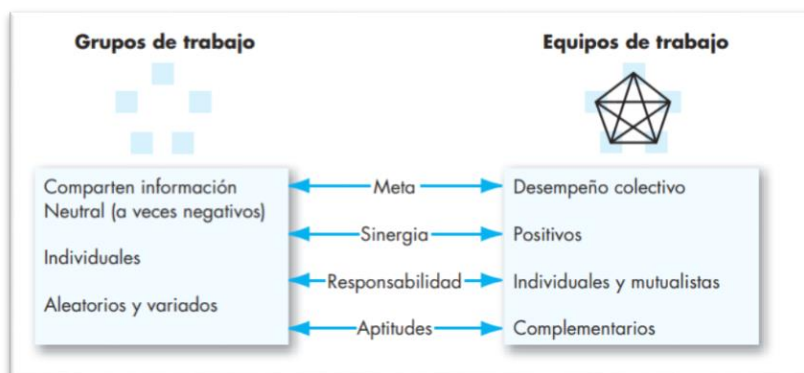 Grupos de trabajo
Equipos de trabajo
Comparten información
Neutral (a veces negativos)
Individuales
Aleatorios y variados
Meta
Sinergia
Responsabilidad
Aptitudes
Desempeño colectivo
Positivos
Individuales y mutualistas
Complementarios